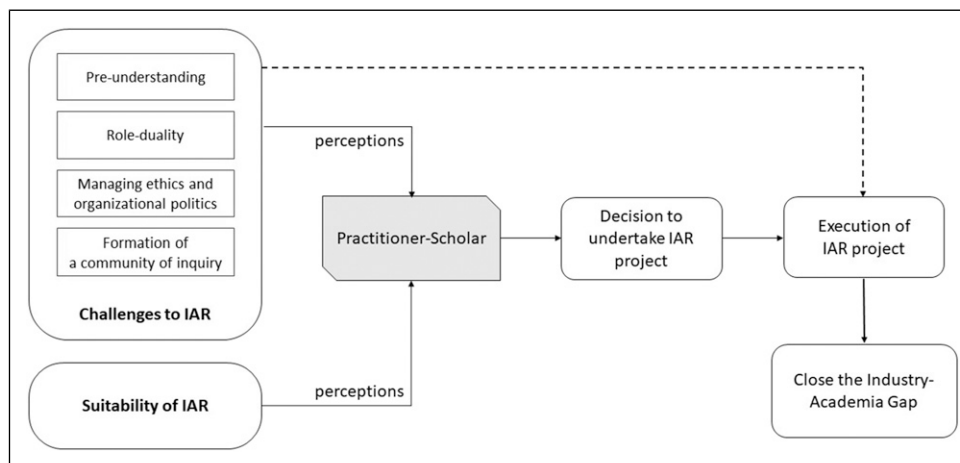 Pre-understanding
Role-duality
Managing ethics and
organizational politics
Formation of
a community of inquiry
Challenges to IAR
Suitability of IAR
perceptions
perceptions
Practitioner-Scholar
Decision to
undertake IAR
project
Execution of
IAR project
Close the Industry-
Academia Gap